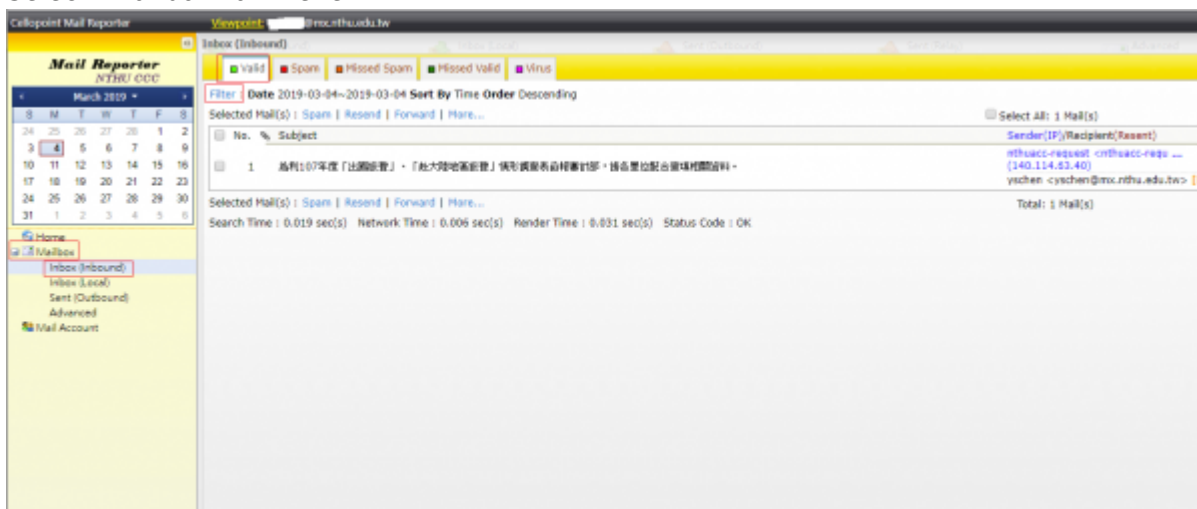 Cellopoint Mail Reporter
Viewpoint: @mx.nthu.edu.tw
Inbox (Inbound)
Mail Reporter
NTHU CCC
Valid Spam Missed Spam Missed Valid Virus
March 2019
Filter : Date 2019-03-04~2019-03-04 Sort By Time Order Descending
S M T W T F S
Selected Mail(s) : Spam | Resend | Forward | More...
Select All: 1 Mail(s)
24 25 26 27 28 1 2
3 4 5 6 7 8 9
10 11 12 13 14 15 16
17 18 19 20 21 22 23
24 25 26 27 28 29 30
31 1 2 3 4 5 6
No. Subject
Sender(IP)/Recipient(Resent)
1
nthuacc-request <nthuacc-requ ...
(140.114.63.40)
yschen <yschen@mx.nthu.edu.tw>
Selected Mail(s) : Spam | Resend | Forward | More...
Total: 1 Mail(s)
Search Time : 0.019 sec(s) Network Time : 0.006 sec(s) Render Time : 0.031 sec(s) Status Code : OK
Home
Mailbox
Inbox (Inbound)
Inbox (Local)
Sent (Outbound)
Advanced
Mail Account